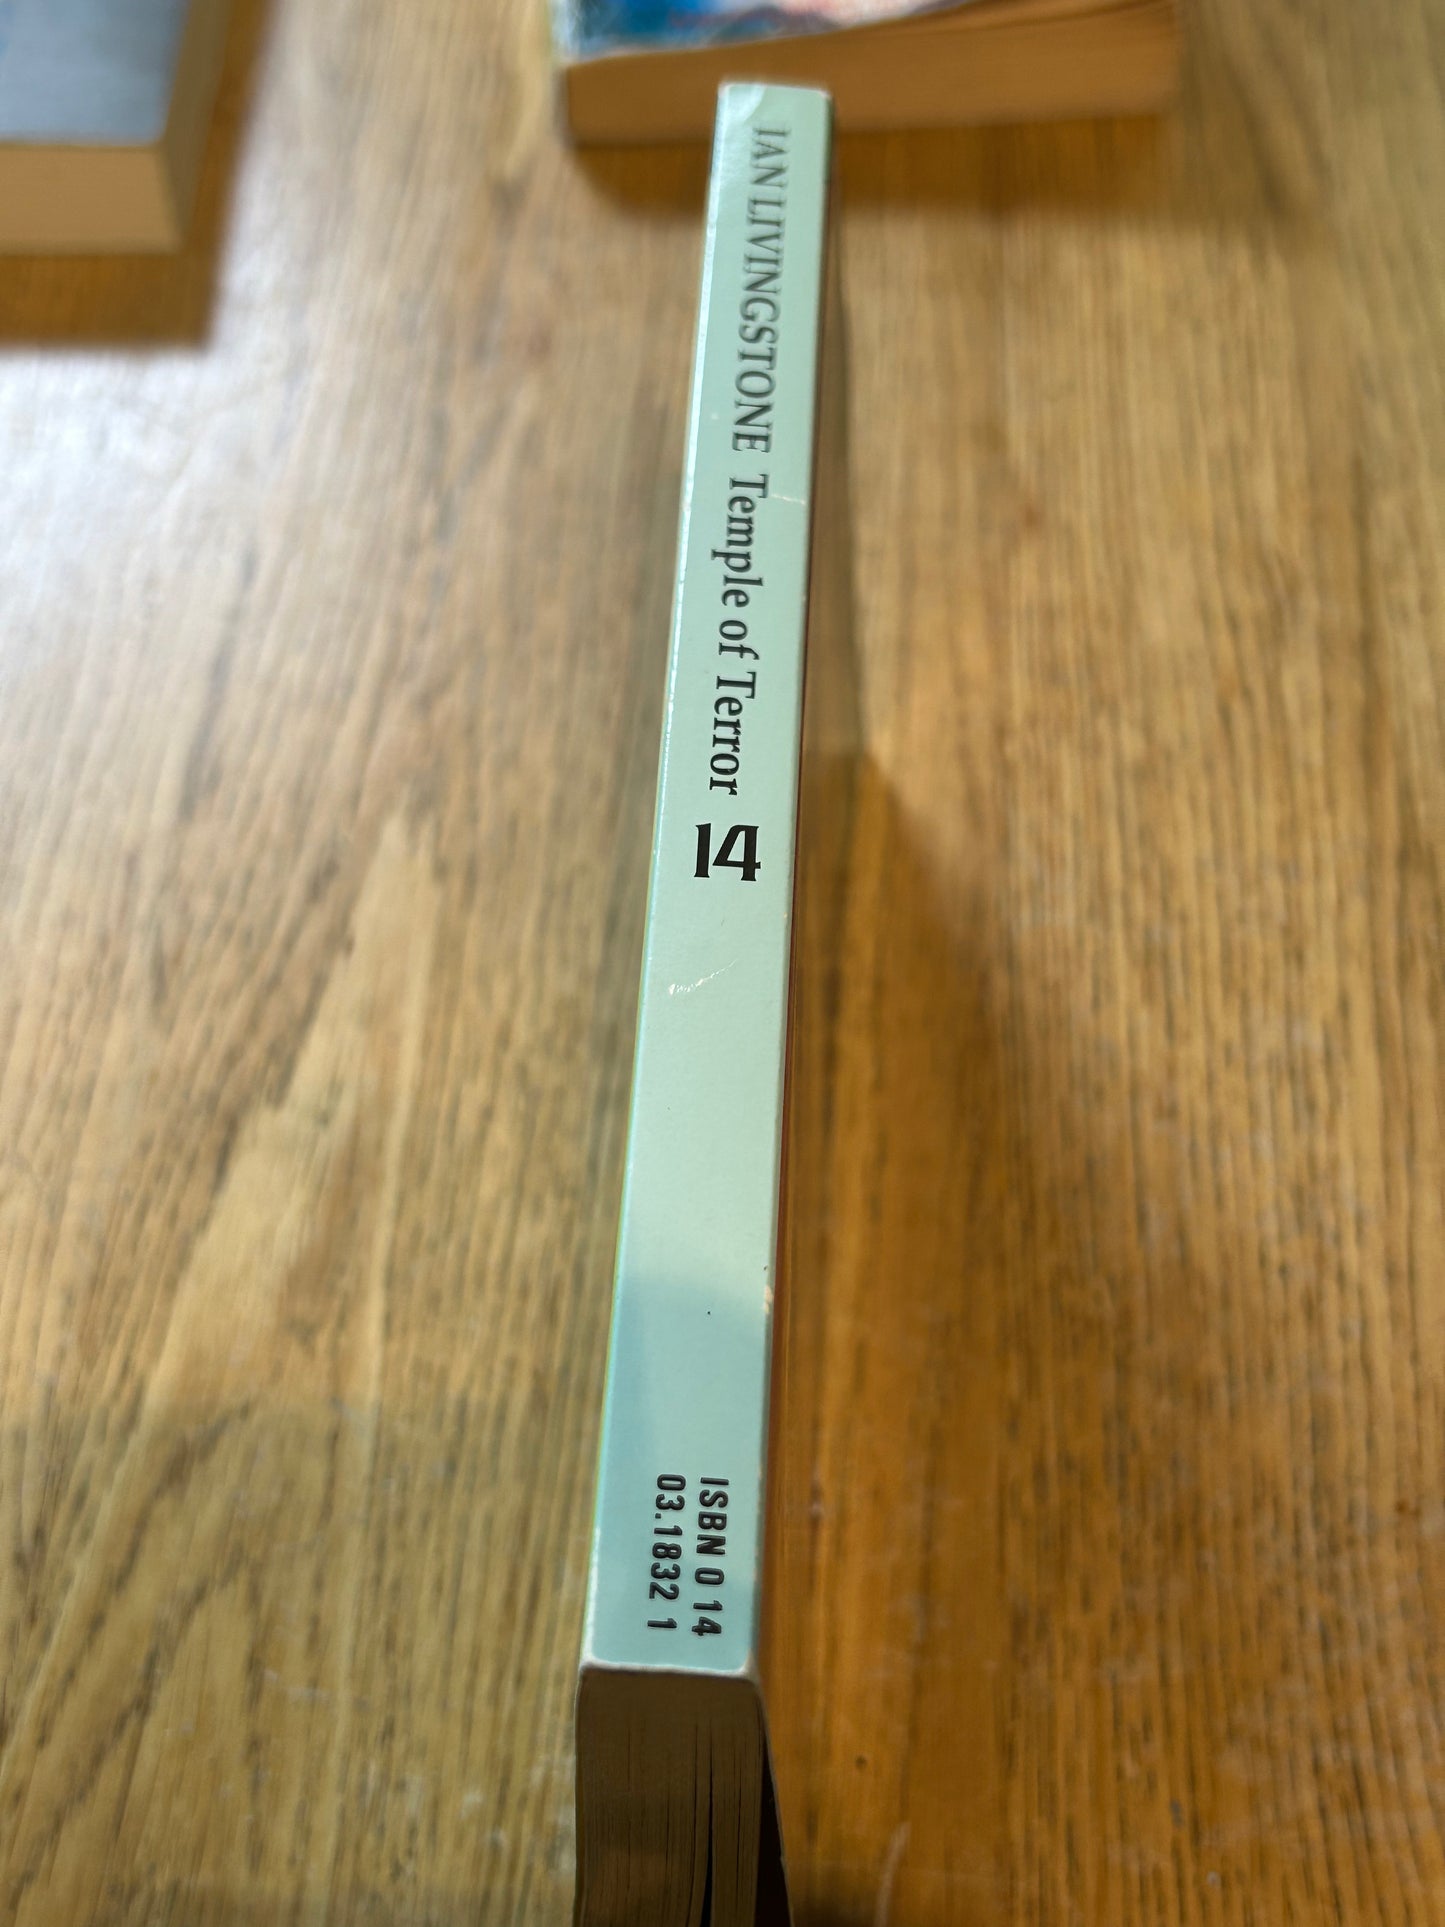 IAN LIVINGSTONE Temple of Terror 14
ISBN 0 14
03.1832 1